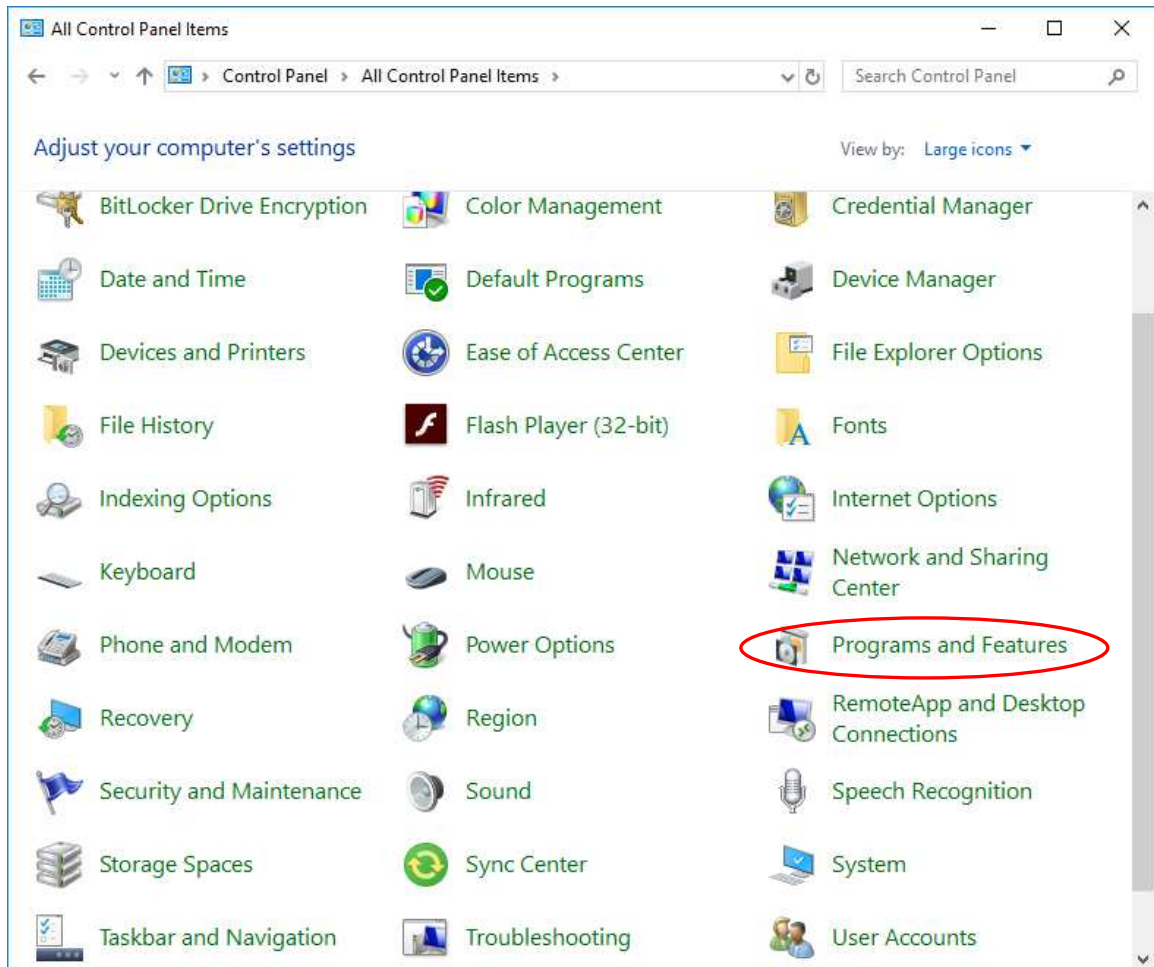 All Control Panel Items
Control Panel > All Control Panel Items >
Search Control Panel
Adjust your computer's settings
View by: Large icons
BitLocker Drive Encryption
Color Management
Credential Manager
Date and Time
Default Programs
Device Manager
Devices and Printers
Ease of Access Center
File Explorer Options
File History
Flash Player (32-bit)
Fonts
Indexing Options
Infrared
Internet Options
Keyboard
Mouse
Network and Sharing
Center
Phone and Modem
Power Options
Programs and Features
Recovery
Region
RemoteApp and Desktop
Connections
Security and Maintenance
Sound
Speech Recognition
Storage Spaces
Sync Center
System
Taskbar and Navigation
Troubleshooting
User Accounts